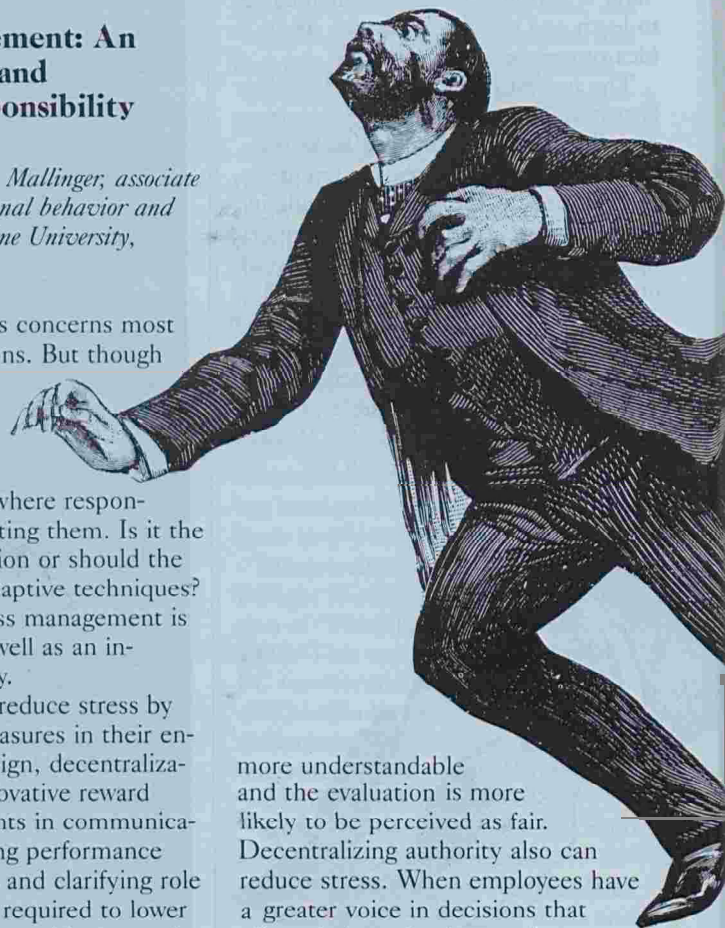 ement: An
and
onsibility
Mallinger, associate
nal behavior and
ne University,
s concerns most
ns. But though
where respon-
ting them. Is it the
ion or should the
aptive techniques?
ss management is
well as an in-
y.
reduce stress by
asures in their en-
ign, decentraliza-
ovative reward
nts in communica-
ng performance
and clarifying role
required to lower
more understandable
and the evaluation is more
likely to be perceived as fair.
Decentralizing authority also can
reduce stress. When employees have
a greater voice in decisions that